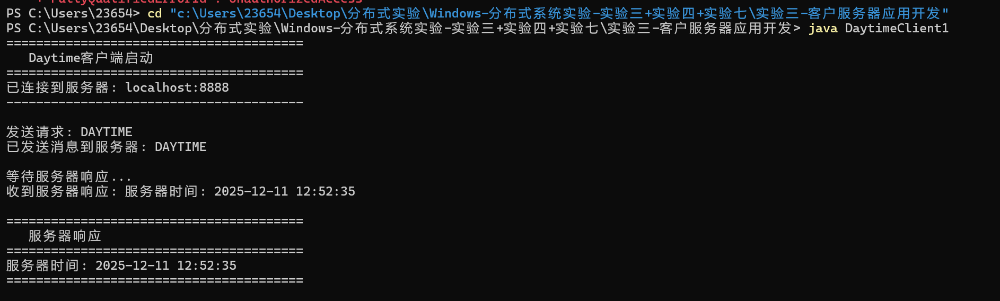 + FullyQualifiedErrorId : UnauthorizedAccess
PS C:\Users\23654> cd "c:\Users\23654\Desktop\分布式实验\Windows-分布式系统实验-实验三+实验四+实验七\实验三-客户服务器应用开发"
PS C:\Users\23654\Desktop\分布式实验\Windows-分布式系统实验-实验三+实验四+实验七\实验三-客户服务器应用开发> java DaytimeClient1
========================================
Daytime客户端启动
========================================
已连接到服务器: localhost:8888
----------------------------------------
发送请求: DAYTIME
已发送消息到服务器: DAYTIME
等待服务器响应...
收到服务器响应: 服务器时间: 2025-12-11 12:52:35
========================================
服务器响应
========================================
服务器时间: 2025-12-11 12:52:35
========================================